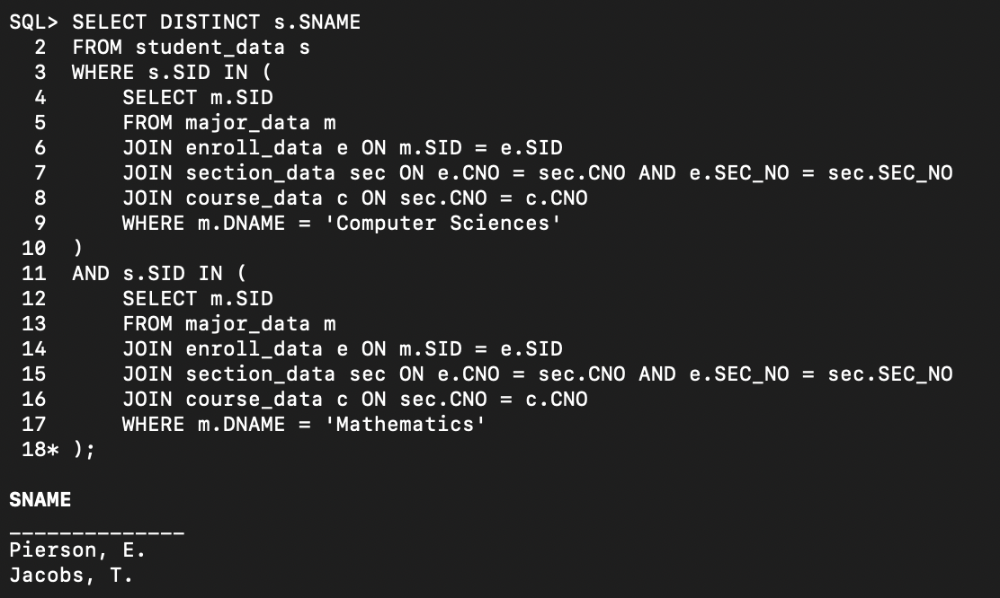 SQL> SELECT DISTINCT s.SNAME
  2  FROM student_data s
  3  WHERE s.SID IN (
  4      SELECT m.SID
  5      FROM major_data m
  6      JOIN enroll_data e ON m.SID = e.SID
  7      JOIN section_data sec ON e.CNO = sec.CNO AND e.SEC_NO = sec.SEC_NO
  8      JOIN course_data c ON sec.CNO = c.CNO
  9      WHERE m.DNAME = 'Computer Sciences'
 10  )
 11  AND s.SID IN (
 12      SELECT m.SID
 13      FROM major_data m
 14      JOIN enroll_data e ON m.SID = e.SID
 15      JOIN section_data sec ON e.CNO = sec.CNO AND e.SEC_NO = sec.SEC_NO
 16      JOIN course_data c ON sec.CNO = c.CNO
 17      WHERE m.DNAME = 'Mathematics'
 18* );
SNAME
______________
Pierson, E.
Jacobs, T.